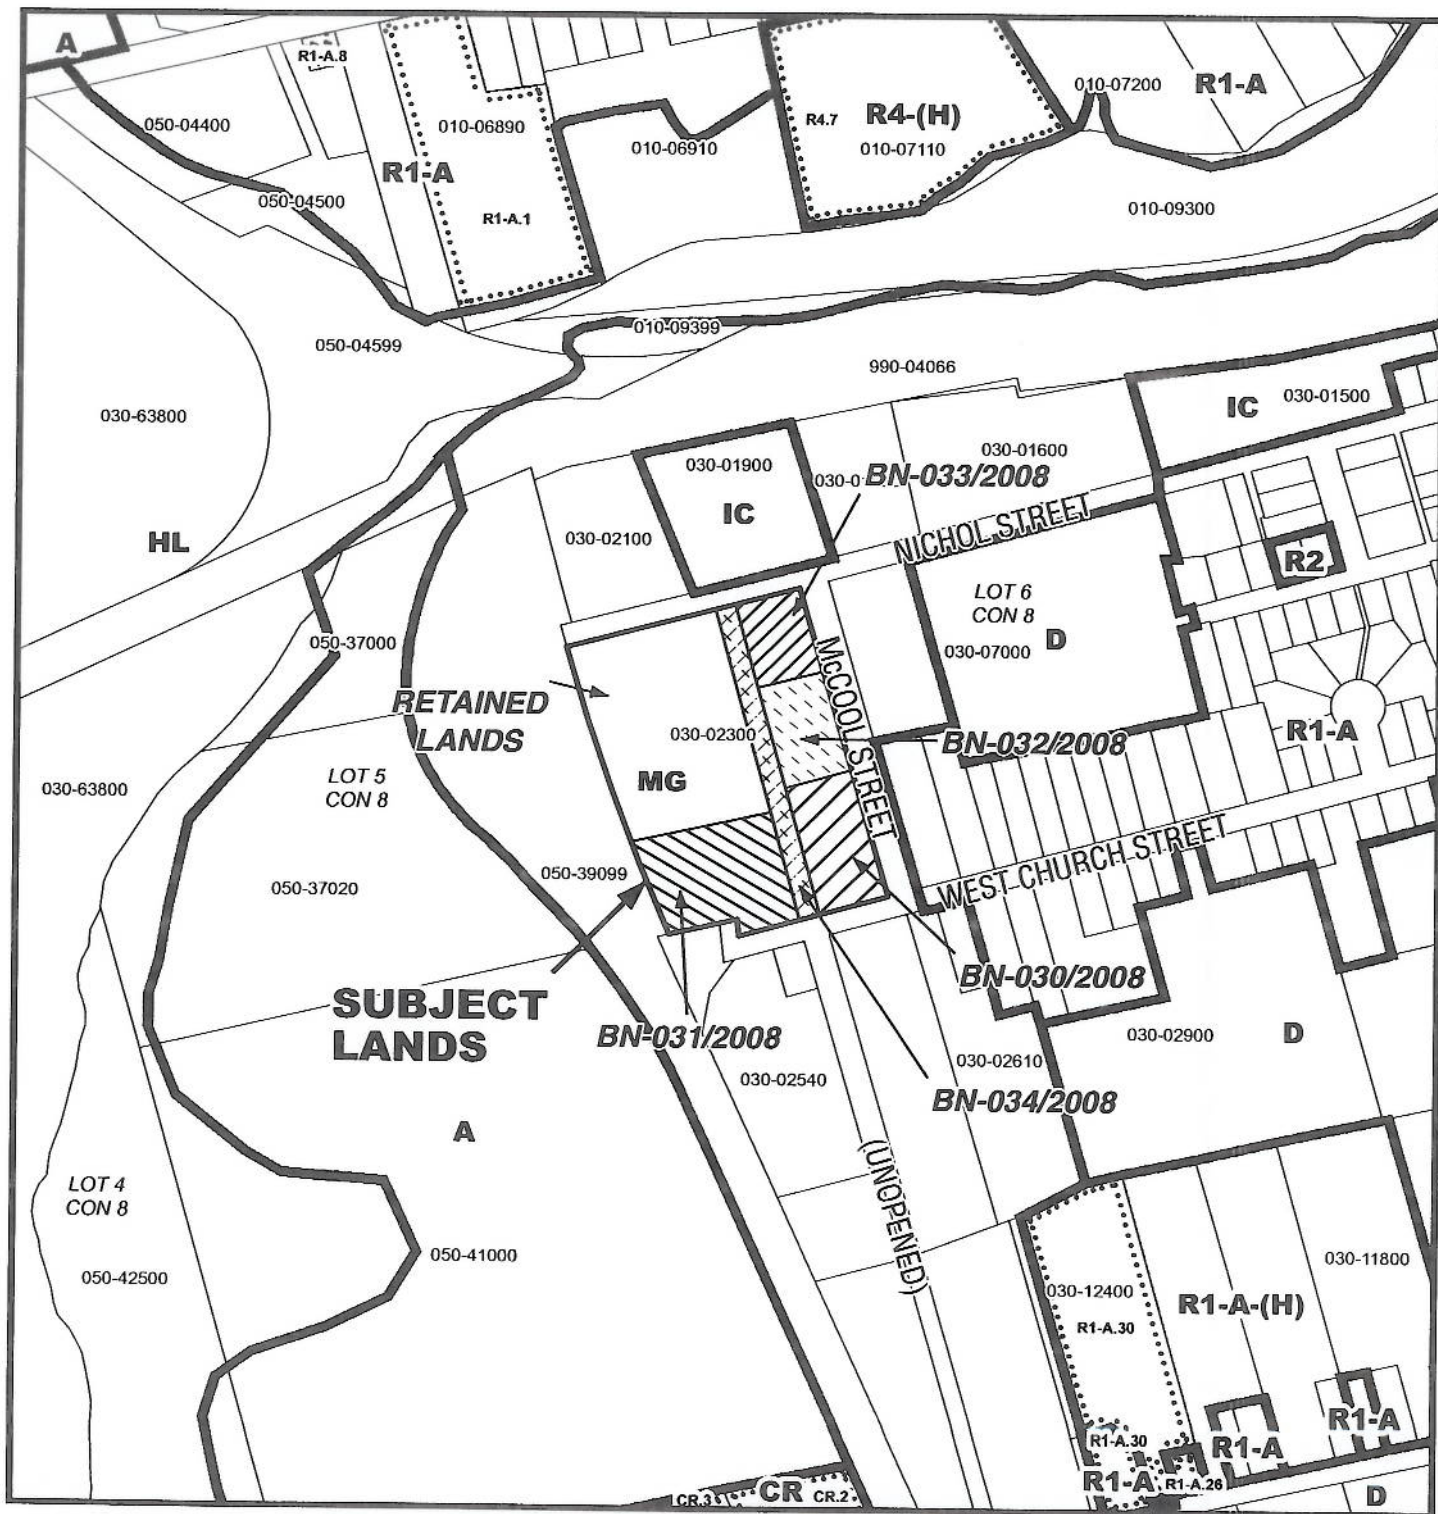 A
R1-A.8
050-04400
010-06890
R1-A
050-04500
R1-A.1
010-06910
R4.7
R4-(H)
010-07110
010-07200
R1-A
010-09300
050-04599
010-09399
990-04066
030-63800
HL
030-01900
IC
030-0
BN-033/2008
030-01600
IC
030-01500
030-02100
NICHOL STREET
R2
LOT 6
CON 8
D
030-07000
050-37000
RETAINED
LANDS
McCOOL STREET
030-02300
MG
BN-032/2008
R1-A
LOT 5
CON 8
030-63800
050-37020
050-39099
WEST CHURCH STREET
SUBJECT
LANDS
BN-031/2008
BN-030/2008
BN-034/2008
030-02540
030-02610
030-02900
D
A
LOT 4
CON 8
050-42500
050-41000
(UNOPENED)
030-12400
R1-A.30
R1-A-(H)
030-11800
R1-A.30
R1-A
R1-A.26
R1-A
R1-A
CR.3
CR
CR.2
D